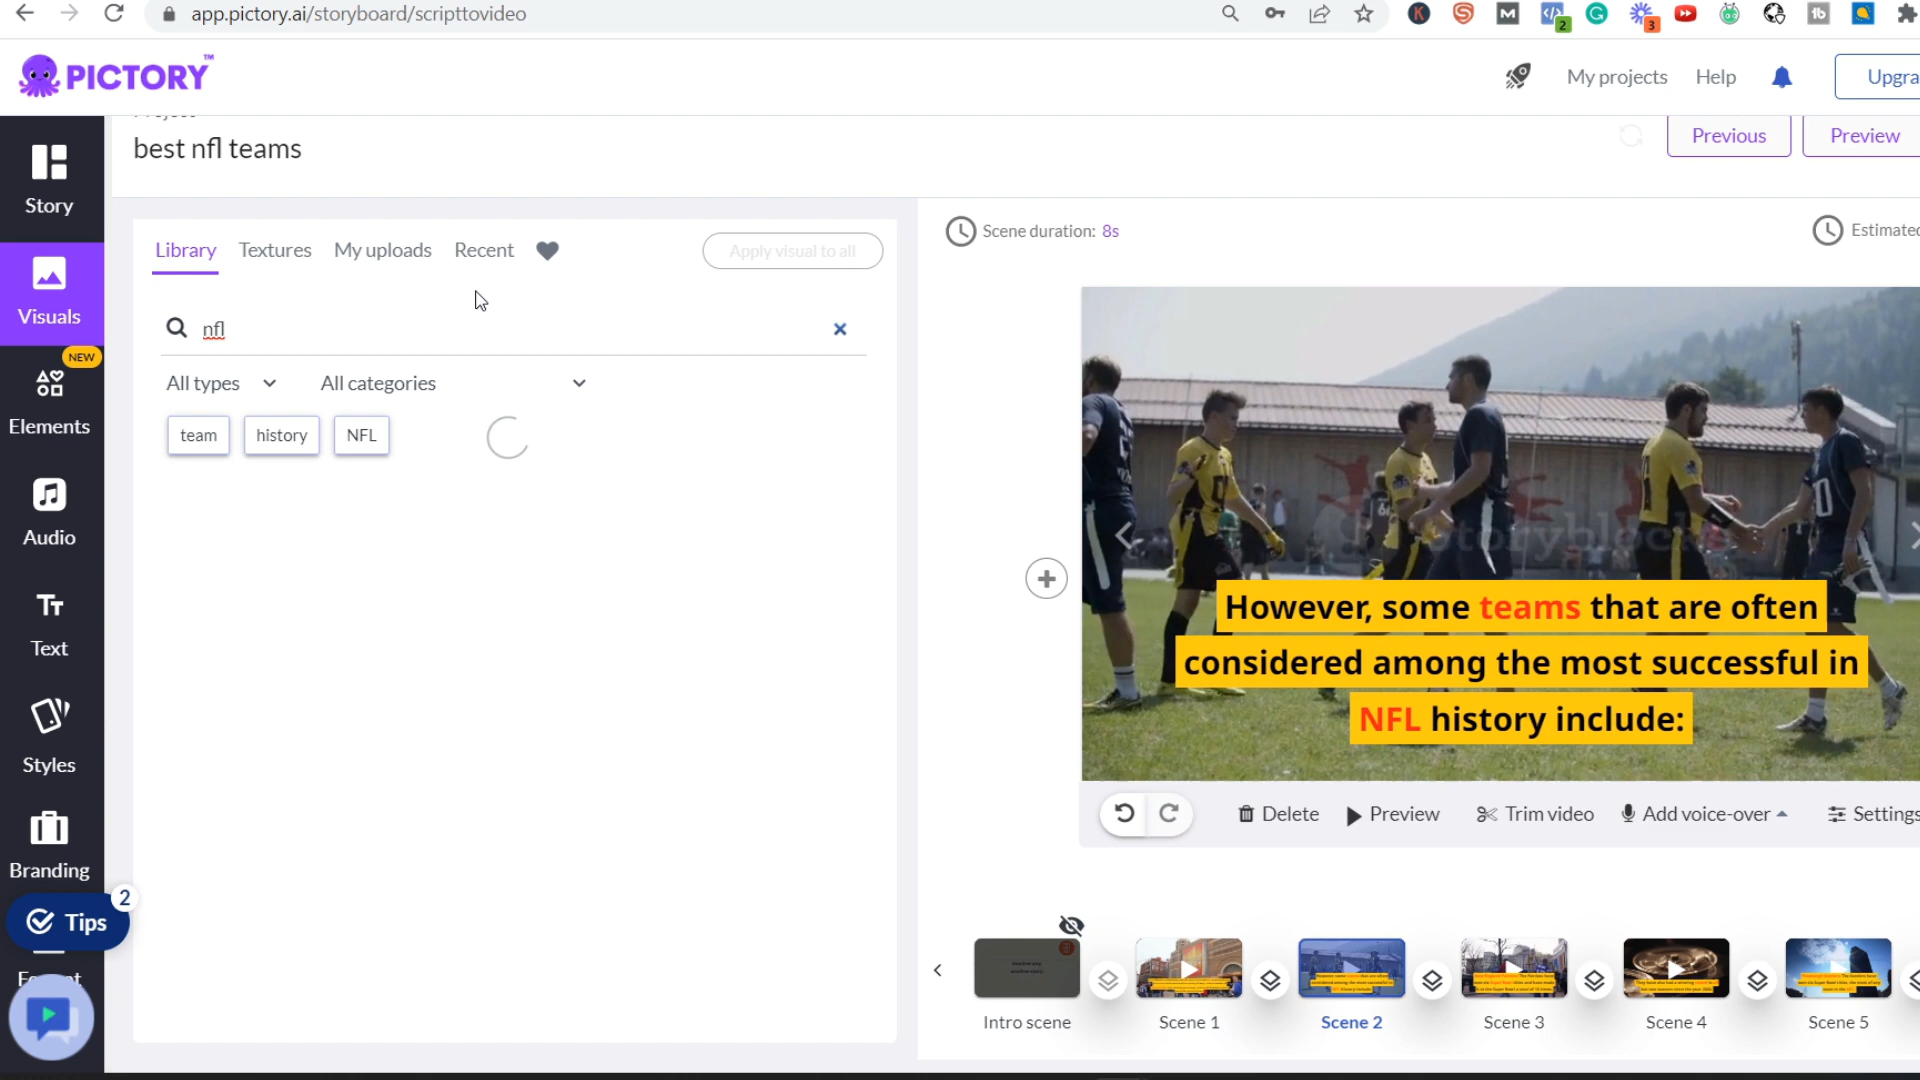 app.pictory.ai/storyboard/scripttovideo
2
3
PICTORY™
My projects
Help
Upgra
best nfl teams
Previous
Preview
Story
Visuals
NEW
Elements
Audio
Text
Styles
Branding
2
Tips
Library
Textures
My uploads
Recent
Apply visual to all
nfl
All types
All categories
team
history
NFL
Scene duration: 8s
Estimated
storyblocks
However, some teams that are often
considered among the most successful in
NFL history include:
Delete
Preview
Trim video
Add voice-over
Settings
Intro scene
Scene 1
Scene 2
Scene 3
Scene 4
Scene 5